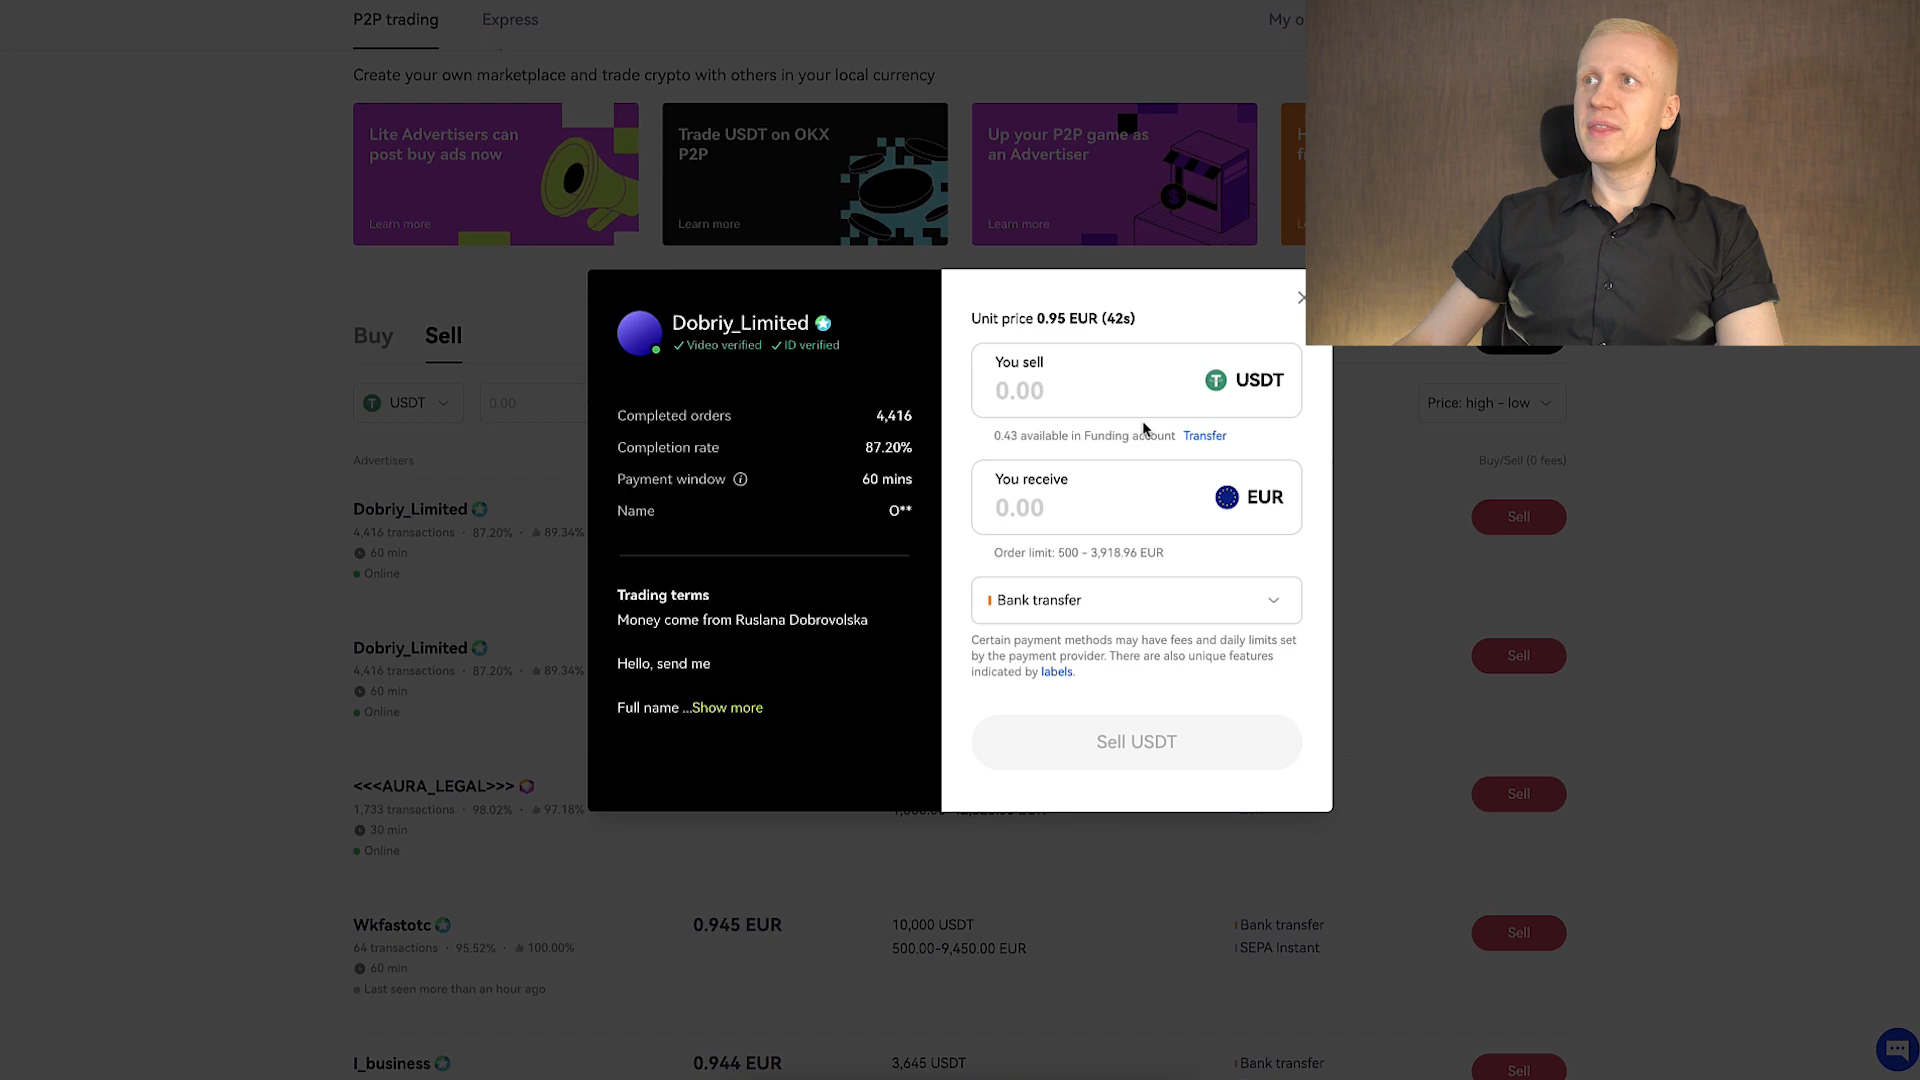 P2P trading
Express
My o
Create your own marketplace and trade crypto with others in your local currency
Lite Advertisers can
post buy ads now
Learn more
Trade USDT on OKX
P2P
Learn more
Up your P2P game as
an Advertiser
Learn more
Buy
Sell
USDT
0.00
Price: high - low
Advertisers
Buy/Sell (0 fees)
Dobriy_Limited
4,416 transactions · 87.20% · 89.34%
60 min
Online
Sell
Dobriy_Limited
4,416 transactions · 87.20% · 89.34%
60 min
Online
Sell
<<<AURA_LEGAL>>>
1,733 transactions · 98.02% · 97.18%
30 min
Online
Sell
Wkfastotc
64 transactions · 95.52% · 100.00%
60 min
Last seen more than an hour ago
0.945 EUR
10,000 USDT
500.00-9,450.00 EUR
Bank transfer
SEPA Instant
Sell
I_business
0.944 EUR
3,645 USDT
Bank transfer
Sell
Dobriy_Limited
Video verified
ID verified
Completed orders
4,416
Completion rate
87.20%
Payment window
60 mins
Name
O**
Trading terms
Money come from Ruslana Dobrovolska
Hello, send me
Full name ...Show more
Unit price 0.95 EUR (42s)
You sell
0.00
USDT
0.43 available in Funding account Transfer
You receive
0.00
EUR
Order limit: 500 - 3,918.96 EUR
Bank transfer
Certain payment methods may have fees and daily limits set
by the payment provider. There are also unique features
indicated by labels.
Sell USDT